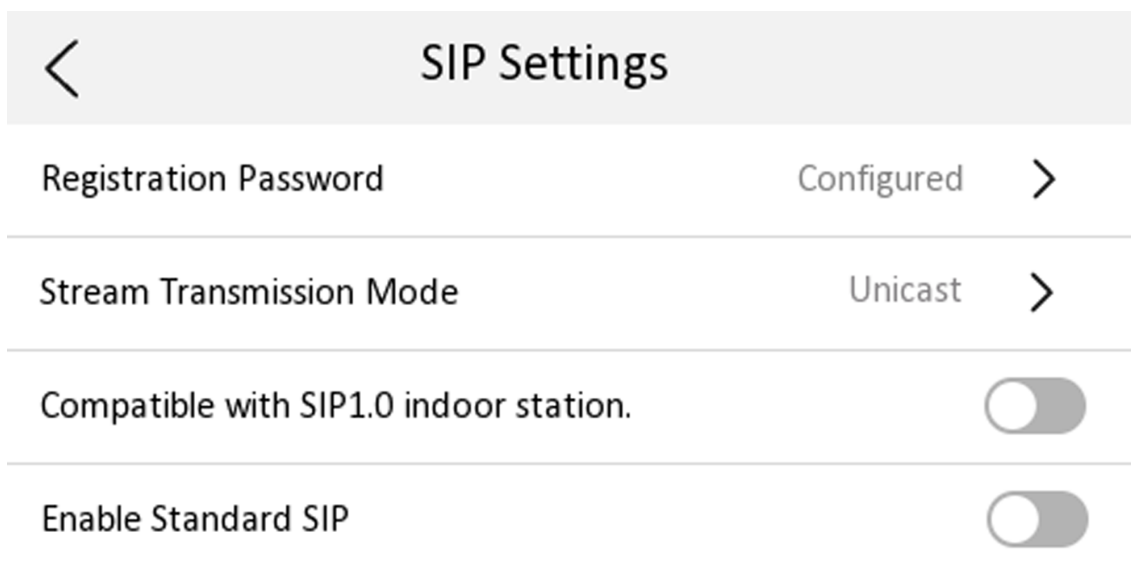 SIP Settings
Registration Password Configured
Stream Transmission Mode Unicast
Compatible with SIP1.0 indoor station.
Enable Standard SIP